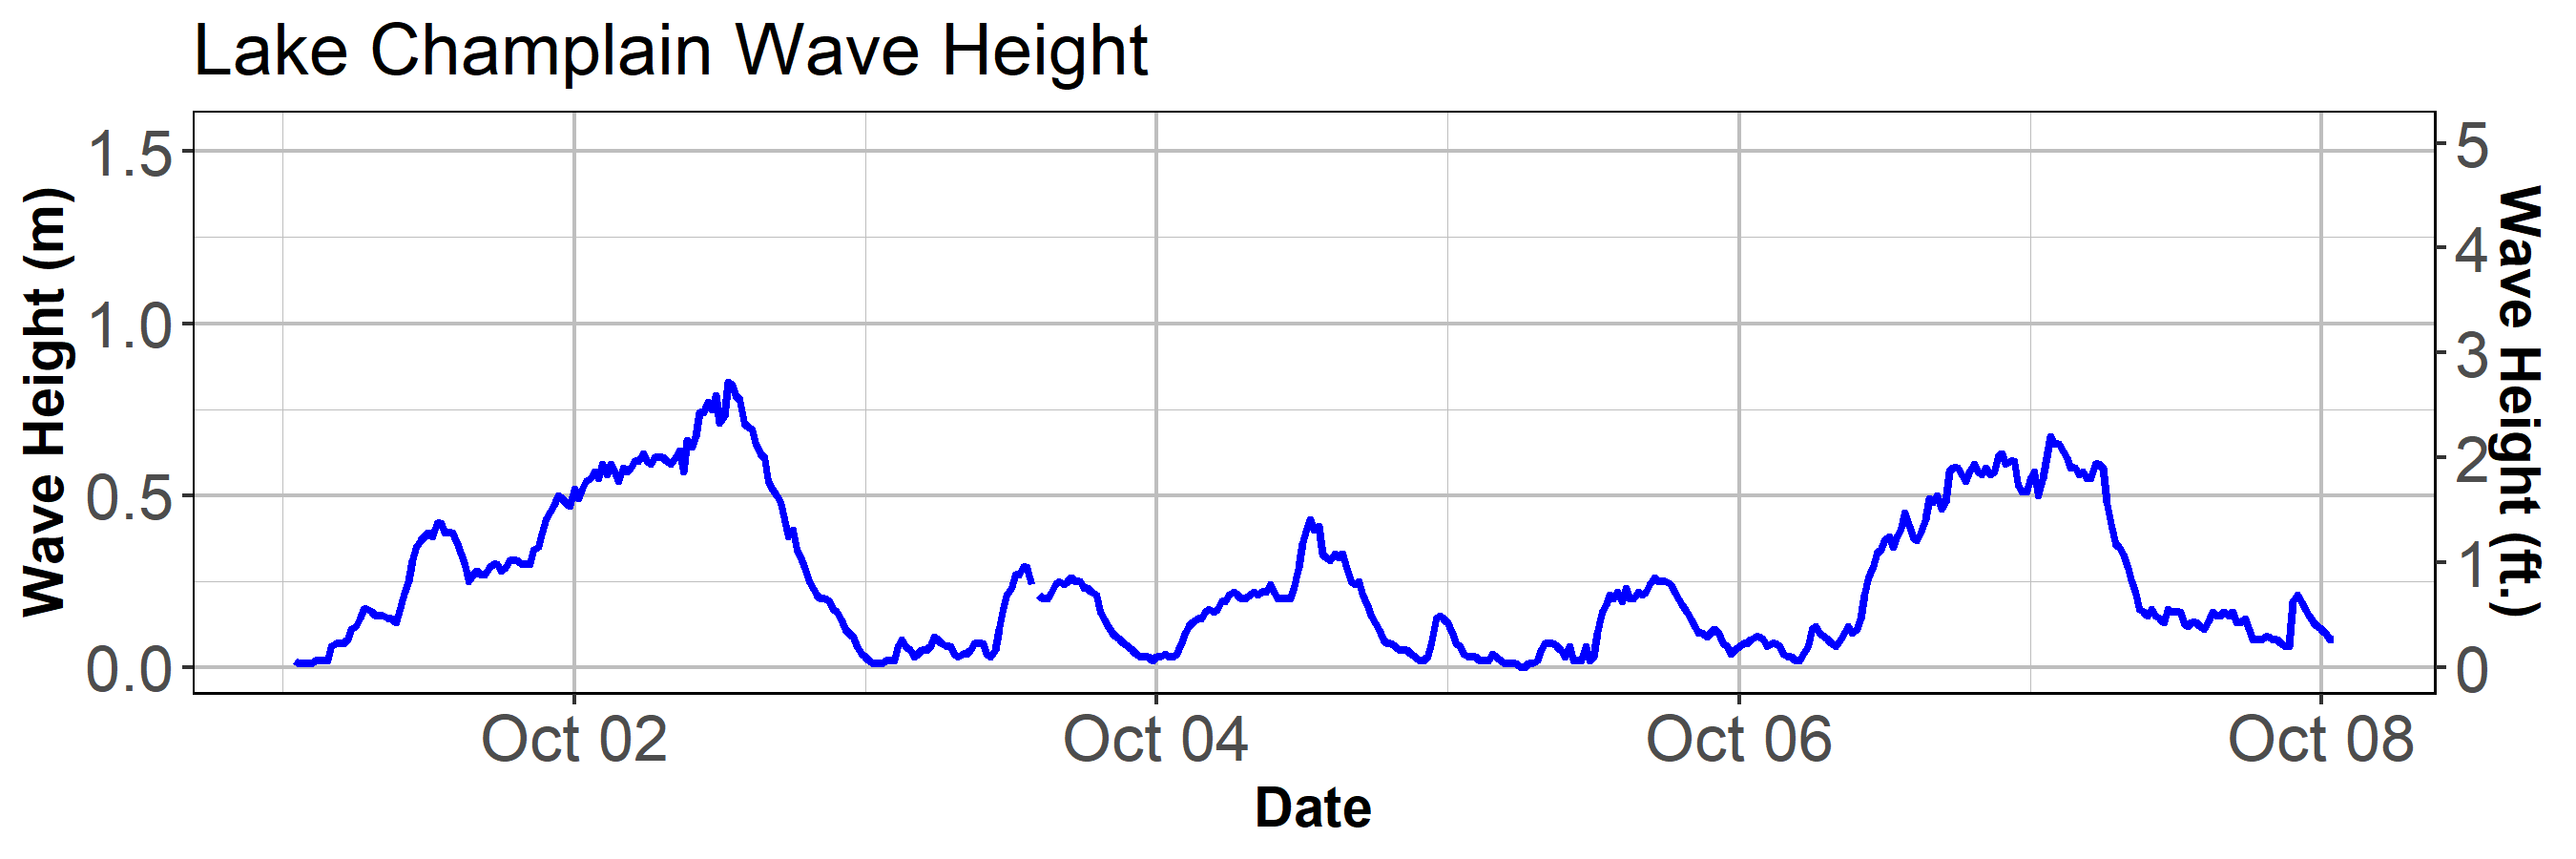 Lake Champlain Wave Height
Wave Height (m)
1.5
1.0
0.5
0.0
5
4
3
2
1
0
Wave Height (ft.)
Oct 02
Oct 04
Oct 06
Oct 08
Date